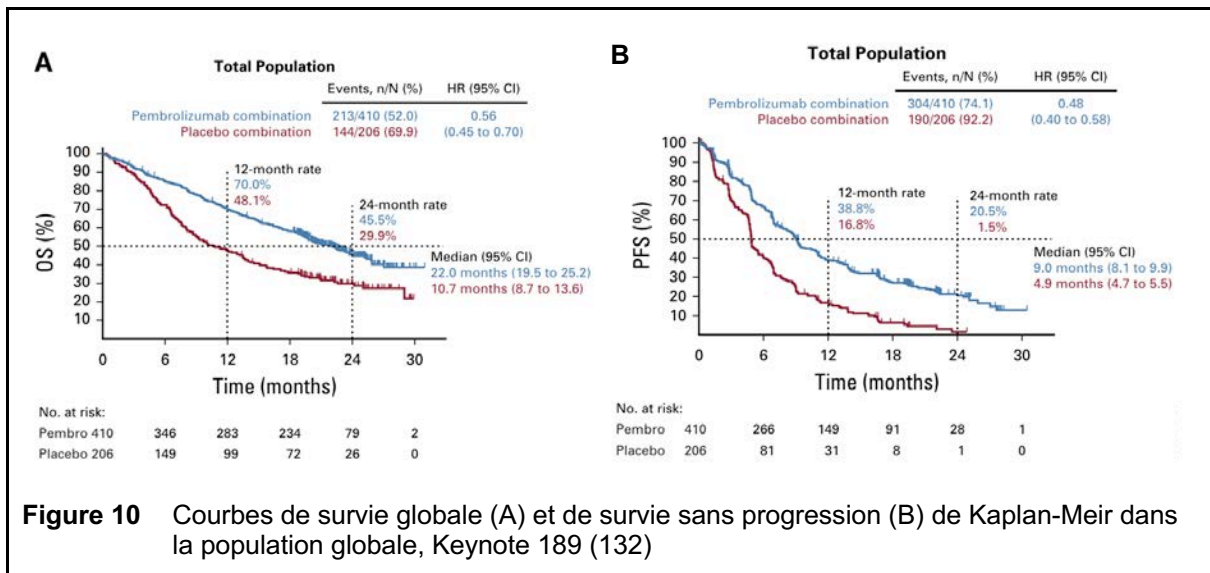 A
Total Population
Events, n/N (%) HR (95% CI)
Pembrolizumab combination 213/410 (52.0) 0.56
Placebo combination 144/206 (69.9) (0.45 to 0.70)
100
90
80
70
60
50
40
30
20
10
OS (%)
12-month rate
70.0%
48.1%
24-month rate
45.5%
29.9%
Median (95% CI)
22.0 months (19.5 to 25.2)
10.7 months (8.7 to 13.6)
0 6 12 18 24 30
Time (months)
No. at risk:
Pembro 410 346 283 234 79 2
Placebo 206 149 99 72 26 0
B
Total Population
Events, n/N (%) HR (95% CI)
Pembrolizumab combination 304/410 (74.1) 0.48
Placebo combination 190/206 (92.2) (0.40 to 0.58)
100
90
80
70
60
50
40
30
20
10
PFS (%)
12-month rate
38.8%
16.8%
24-month rate
20.5%
1.5%
Median (95% CI)
9.0 months (8.1 to 9.9)
4.9 months (4.7 to 5.5)
0 6 12 18 24 30
Time (months)
No. at risk:
Pembro 410 266 149 91 28 1
Placebo 206 81 31 8 1 0
Figure 10 Courbes de survie globale (A) et de survie sans progression (B) de Kaplan-Meir dans
la population globale, Keynote 189 (132)